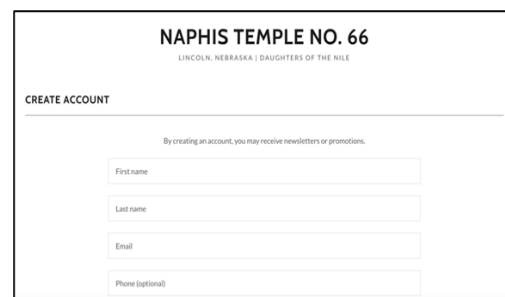 NAPHIS TEMPLE NO. 66
LINCOLN, NEBRASKA | DAUGHTERS OF THE NILE
CREATE ACCOUNT
By creating an account, you may receive newsletters or promotions.
First name
Last name
Email
Phone (optional)